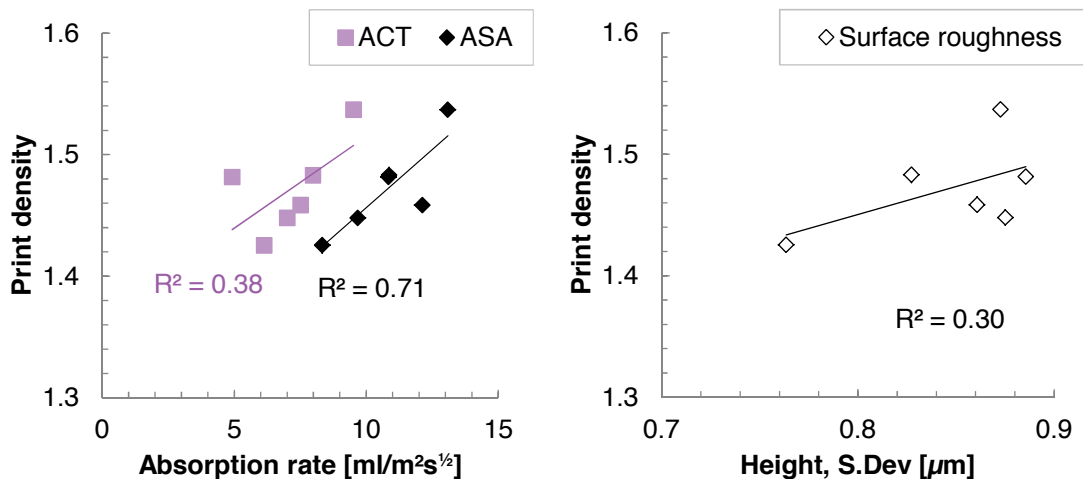 ACT ASA
1.6
1.5
1.4
1.3
Print density
R² = 0.38
R² = 0.71
0 5 10 15
Absorption rate [ml/m²s½]
Surface roughness
1.6
1.5
1.4
1.3
Print density
R² = 0.30
0.7 0.8 0.9
Height, S.Dev [µm]